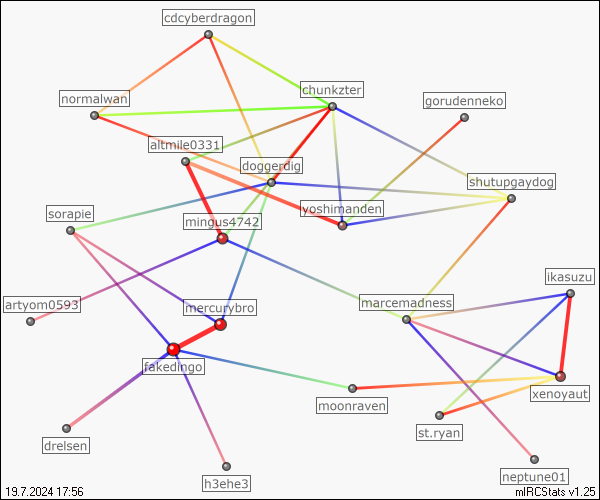 cdcyberdragon
chunkzter
normalwan
gorudenneko
altmile0331
doggerdig
shutupgaydog
sorapie
yoshimanden
mingus4742
ikasuzu
artyom0593
mercurybro
marcemadness
fakedingo
xenoyaut
moonraven
st.ryan
drelsen
h3ehe3
neptune01
19.7.2024 17:56
mIRCStats v1.25